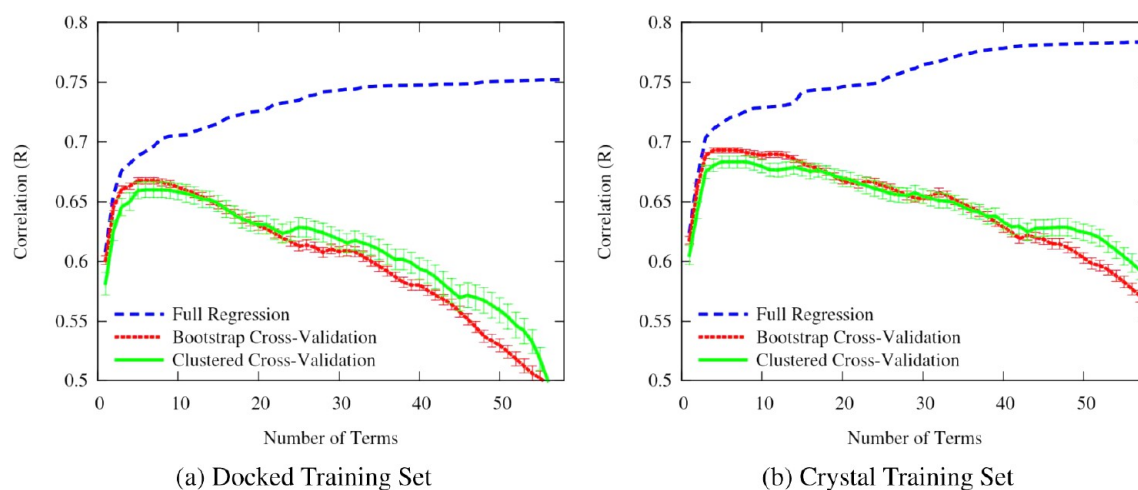 0.8
0.75
0.7
0.65
0.6
0.55
0.5
Correlation (R)
Full Regression
Bootstrap Cross-Validation
Clustered Cross-Validation
0 10 20 30 40 50
Number of Terms
(a) Docked Training Set
0.8
0.75
0.7
0.65
0.6
0.55
0.5
Correlation (R)
Full Regression
Bootstrap Cross-Validation
Clustered Cross-Validation
0 10 20 30 40 50
Number of Terms
(b) Crystal Training Set